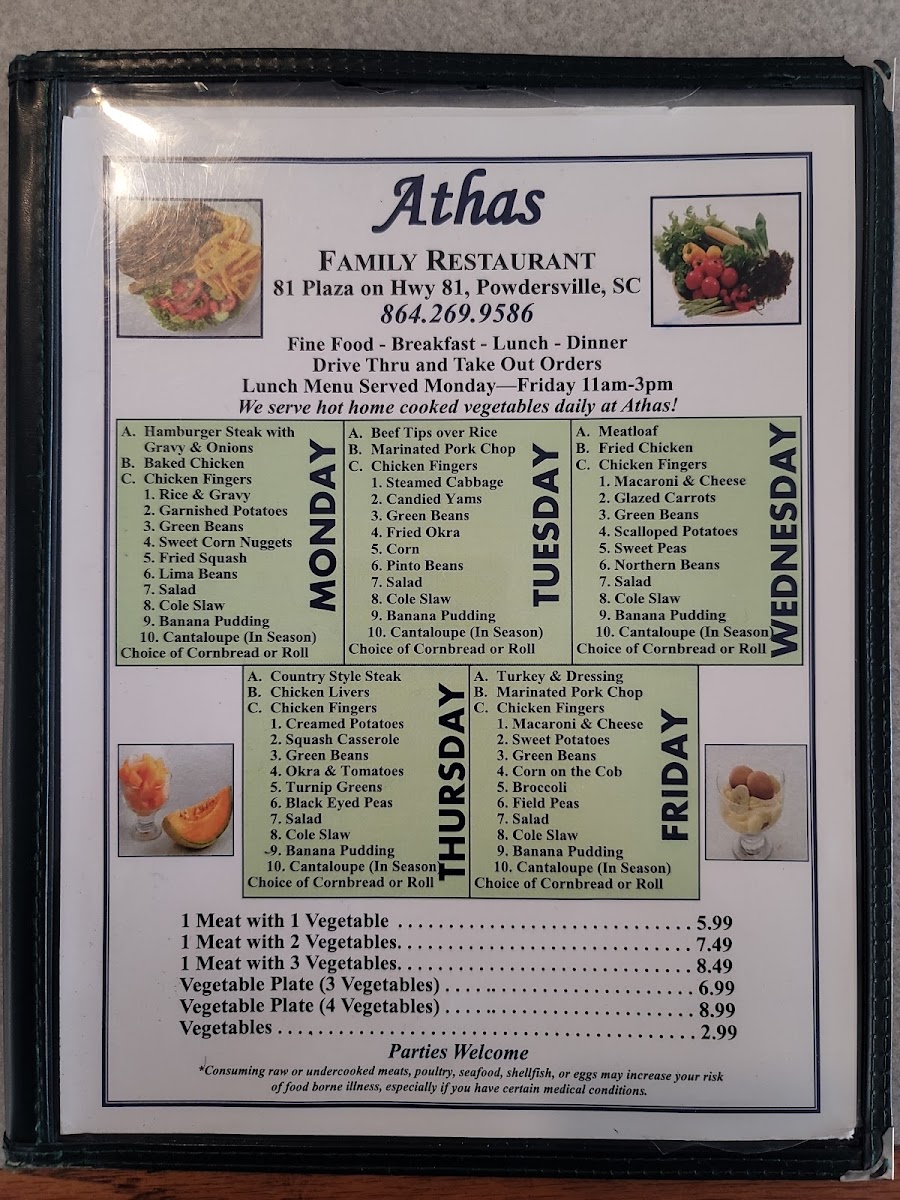 Athas
FAMILY RESTAURANT
81 Plaza on Hwy 81, Powdersville, SC
864.269.9586
Fine Food - Breakfast - Lunch - Dinner
Drive Thru and Take Out Orders
Lunch Menu Served Monday—Friday 11am-3pm
We serve hot home cooked vegetables daily at Athas!
MONDAY
A. Hamburger Steak with
Gravy & Onions
B. Baked Chicken
C. Chicken Fingers
1. Rice & Gravy
2. Garnished Potatoes
3. Green Beans
4. Sweet Corn Nuggets
5. Fried Squash
6. Lima Beans
7. Salad
8. Cole Slaw
9. Banana Pudding
10. Cantaloupe (In Season)
Choice of Cornbread or Roll
TUESDAY
A. Beef Tips over Rice
B. Marinated Pork Chop
C. Chicken Fingers
1. Steamed Cabbage
2. Candied Yams
3. Green Beans
4. Fried Okra
5. Corn
6. Pinto Beans
7. Salad
8. Cole Slaw
9. Banana Pudding
10. Cantaloupe (In Season)
Choice of Cornbread or Roll
WEDNESDAY
A. Meatloaf
B. Fried Chicken
C. Chicken Fingers
1. Macaroni & Cheese
2. Glazed Carrots
3. Green Beans
4. Scalloped Potatoes
5. Sweet Peas
6. Northern Beans
7. Salad
8. Cole Slaw
9. Banana Pudding
10. Cantaloupe (In Season
Choice of Cornbread or Roll
THURSDAY
A. Country Style Steak
B. Chicken Livers
C. Chicken Fingers
1. Creamed Potatoes
2. Squash Casserole
3. Green Beans
4. Okra & Tomatoes
5. Turnip Greens
6. Black Eyed Peas
7. Salad
8. Cole Slaw
9. Banana Pudding
10. Cantaloupe (In Season)
Choice of Cornbread or Roll
FRIDAY
A. Turkey & Dressing
B. Marinated Pork Chop
C. Chicken Fingers
1. Macaroni & Cheese
2. Sweet Potatoes
3. Green Beans
4. Corn on the Cob
5. Broccoli
6. Field Peas
7. Salad
8. Cole Slaw
9. Banana Pudding
10. Cantaloupe (In Season)
Choice of Cornbread or Roll
1 Meat with 1 Vegetable 5.99
1 Meat with 2 Vegetables 7.49
1 Meat with 3 Vegetables 8.49
Vegetable Plate (3 Vegetables) 6.99
Vegetable Plate (4 Vegetables) 8.99
Vegetables 2.99
Parties Welcome
*Consuming raw or undercooked meats, poultry, seafood, shellfish, or eggs may increase your risk
of food borne illness, especially if you have certain medical conditions.